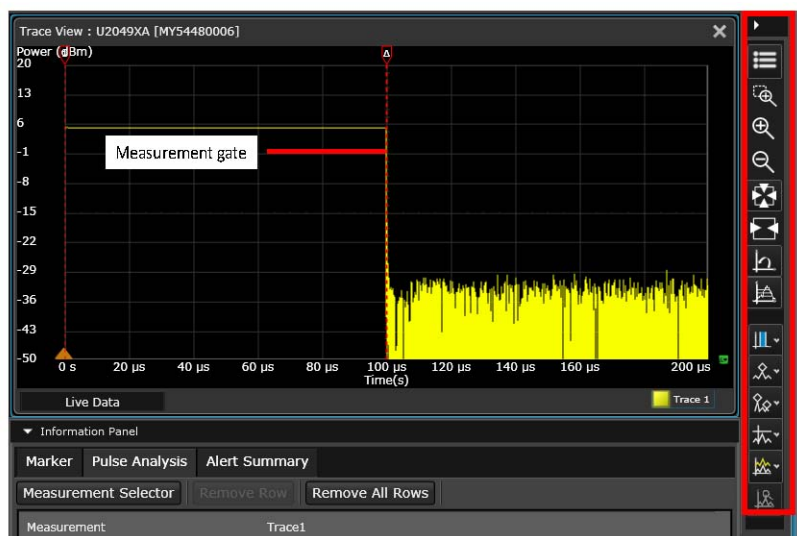 Trace View : U2049XA [MY54480006]
Power (dBm)
20
13
6
-1
-8
-15
-22
-29
-36
-43
-50
Δ
Measurement gate
0 s 20 µs 40 µs 60 µs 80 µs 100 µs 120 µs 140 µs 160 µs 200 µs
Time(s)
Live Data
Trace 1
Information Panel
Marker Pulse Analysis Alert Summary
Measurement Selector Remove Row Remove All Rows
Measurement Trace1